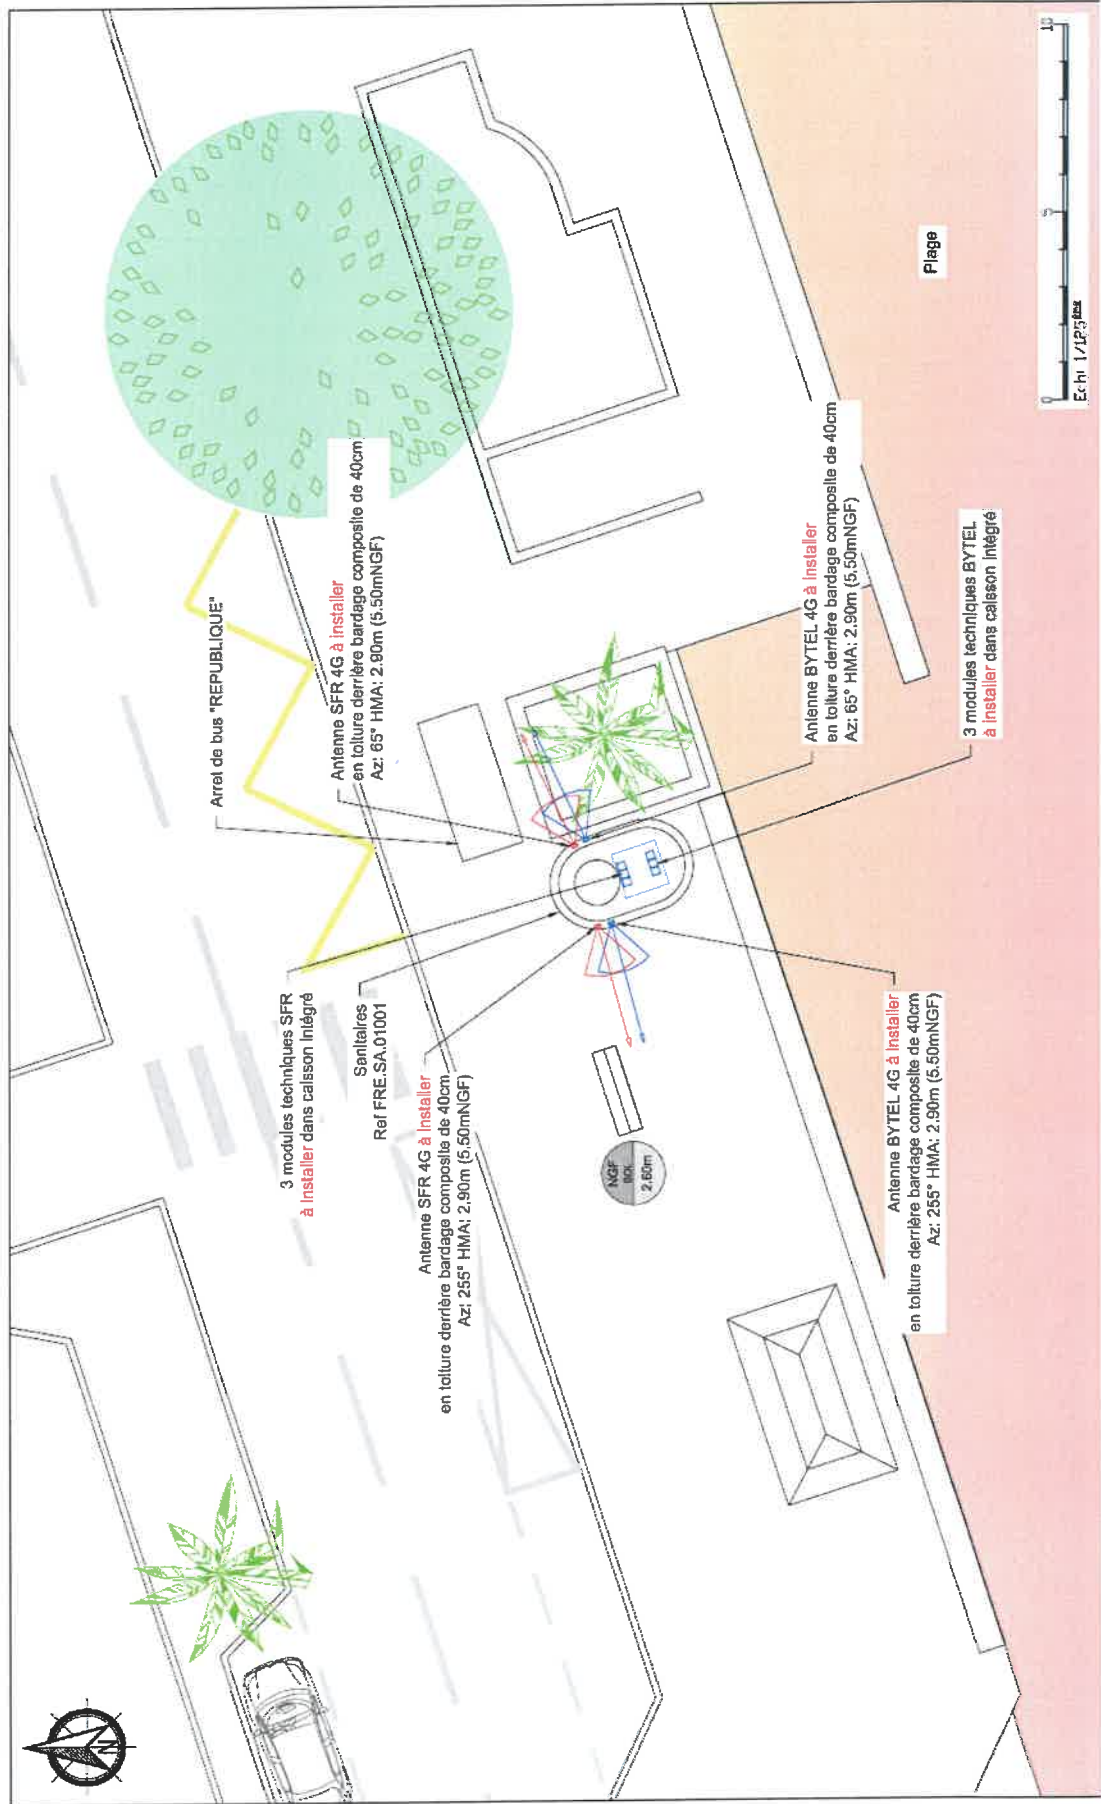 Arret de bus "REPUBLIQUE"
Antenne SFR 4G à installer
en toiture derrière bardage composite de 40cm
Az: 65° HMA: 2.90m (5.50mNGF)
3 modules techniques SFR
à installer dans caisson intégré
Sanitaires
Ref FRE.SA.01001
Antenne SFR 4G à installer
en toiture derrière bardage composite de 40cm
Az: 255° HMA: 2.90m (5.50mNGF)
NGF
SOL
2.60m
Antenne BYTEL 4G à installer
en toiture derrière bardage composite de 40cm
Az: 65° HMA: 2.90m (5.50mNGF)
3 modules techniques BYTEL
à installer dans caisson intégré
Antenne BYTEL 4G à installer
en toiture derrière bardage composite de 40cm
Az: 255° HMA: 2.90m (5.50mNGF)
Plage
0 5 10
Ech: 1/125ème
N